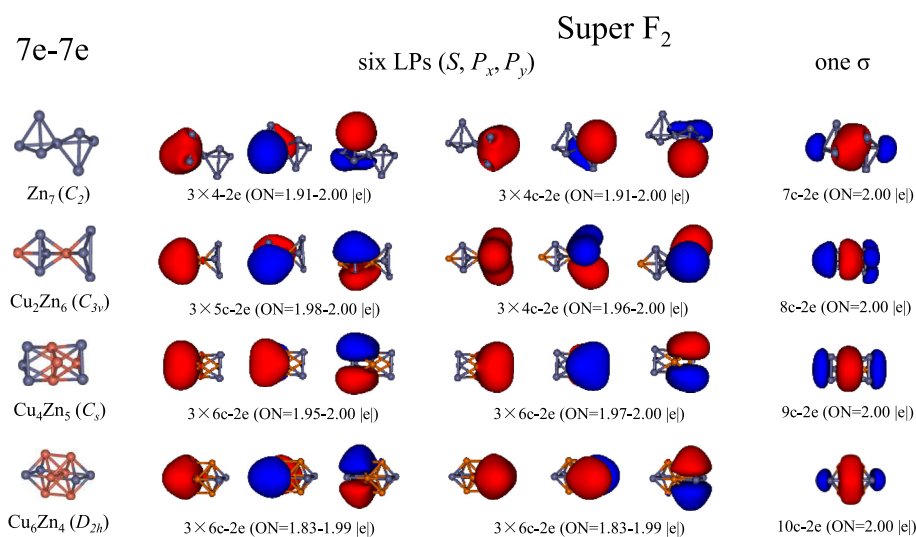 7e-7e
Super F₂
six LPs (S, Pₓ, Pᵧ)
one σ
Zn₇ (C₂)
3×4-2e (ON=1.91-2.00 |e|)
3×4c-2e (ON=1.91-2.00 |e|)
7c-2e (ON=2.00 |e|)
Cu₂Zn₆ (C₃ᵥ)
3×5c-2e (ON=1.98-2.00 |e|)
3×4c-2e (ON=1.96-2.00 |e|)
8c-2e (ON=2.00 |e|)
Cu₄Zn₅ (Cₛ)
3×6c-2e (ON=1.95-2.00 |e|)
3×6c-2e (ON=1.97-2.00 |e|)
9c-2e (ON=2.00 |e|)
Cu₆Zn₄ (D₂ₕ)
3×6c-2e (ON=1.83-1.99 |e|)
3×6c-2e (ON=1.83-1.99 |e|)
10c-2e (ON=2.00 |e|)